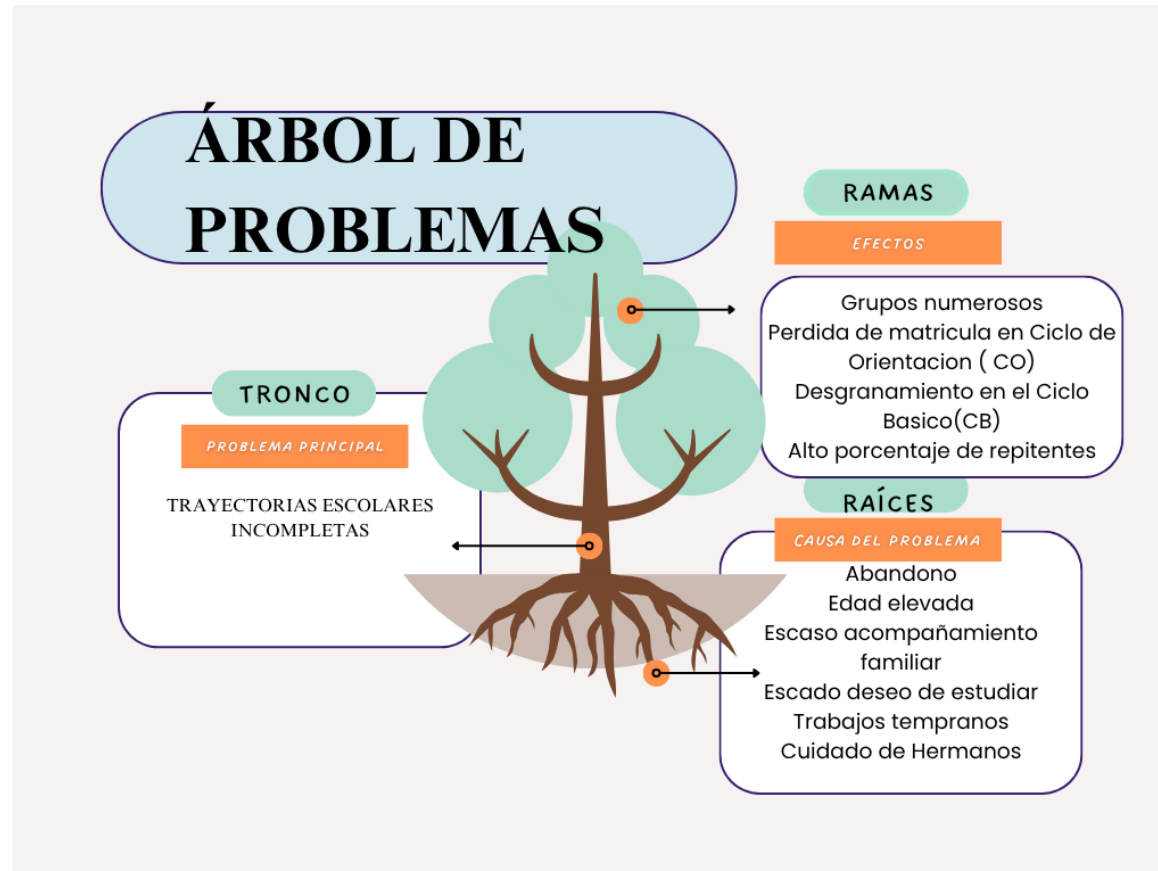 ÁRBOL DE
PROBLEMAS
RAMAS
EFECTOS
Grupos numerosos
Perdida de matricula en Ciclo de
Orientacion ( CO)
Desgranamiento en el Ciclo
Basico(CB)
Alto porcentaje de repitentes
TRONCO
PROBLEMA PRINCIPAL
TRAYECTORIAS ESCOLARES
INCOMPLETAS
RAÍCES
CAUSA DEL PROBLEMA
Abandono
Edad elevada
Escaso acompañamiento
familiar
Escado deseo de estudiar
Trabajos tempranos
Cuidado de Hermanos